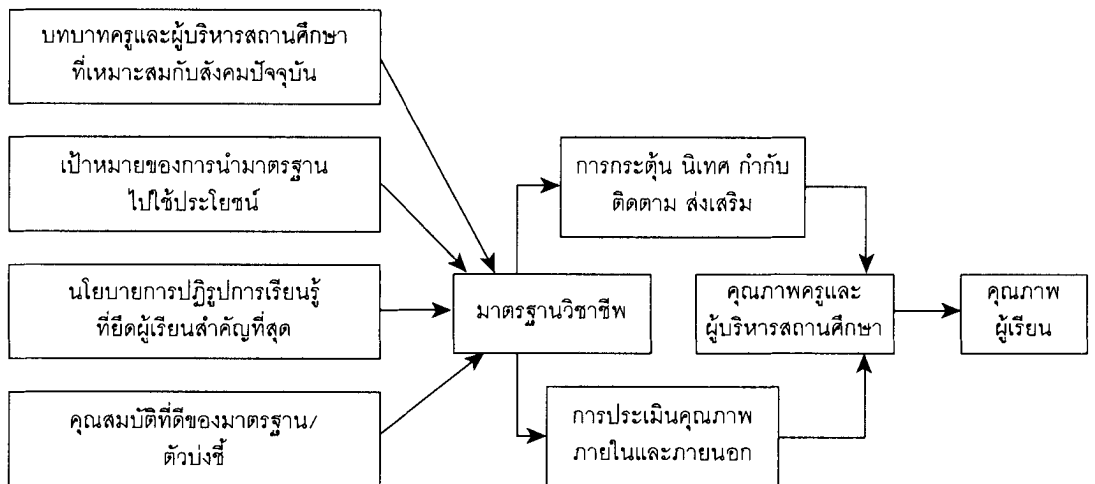 บทบาทครูและผู้บริหารสถานศึกษา
ที่เหมาะสมกับสังคมปัจจุบัน
เป้าหมายของการนำมาตรฐาน
ไปใช้ประโยชน์
นโยบายการปฏิรูปการเรียนรู้
ที่ยึดผู้เรียนสำคัญที่สุด
คุณสมบัติที่ดีของมาตรฐาน/
ตัวบ่งชี้
มาตรฐานวิชาชีพ
การกระตุ้น นิเทศ กำกับ
ติดตาม ส่งเสริม
การประเมินคุณภาพ
ภายในและภายนอก
คุณภาพครูและ
ผู้บริหารสถานศึกษา
คุณภาพ
ผู้เรียน